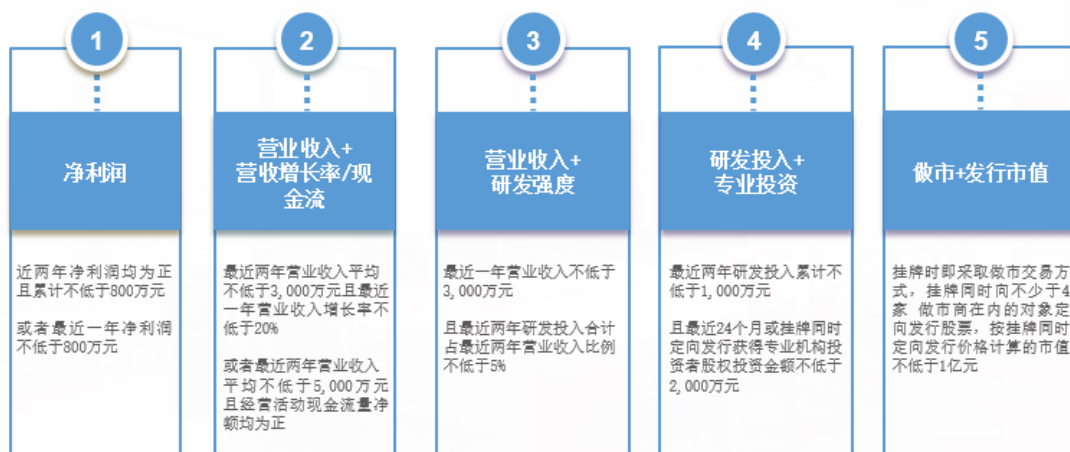 1
净利润
近两年净利润均为正
且累计不低于800万元
或者最近一年净利润
不低于800万元
2
营业收入+
营收增长率/现
金流
最近两年营业收入平均
不低于3,000万元且最近
一年营业收入增长率不
低于20%
或者最近两年营业收入
平均不低于5,000万元
且经营活动现金流量净
额均为正
3
营业收入+
研发强度
最近一年营业收入不低于
3,000万元
且最近两年研发投入合计
占最近两年营业收入比例
不低于5%
4
研发投入+
专业投资
最近两年研发投入累计不
低于1,000万元
且最近24个月或挂牌同时
定向发行获得专业机构投
资者股权投资金额不低于
2,000万元
5
做市+发行市值
挂牌时即采取做市交易方
式，挂牌同时向不少于4
家 做市商在内的对象定
向发行股票，按挂牌同时
定向发行价格计算的市值
不低于1亿元